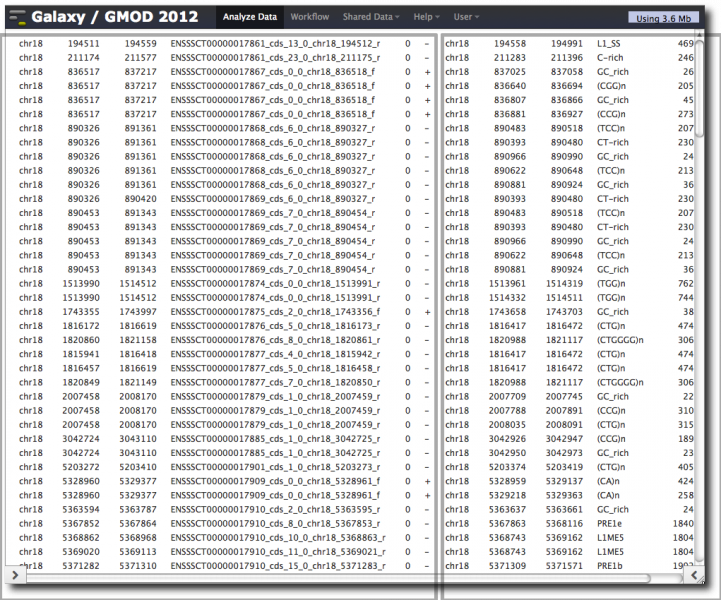 Galaxy / GMOD 2012 Analyze Data Workflow Shared Data Help User Using 3.6 Mb
chr18 194511 194559 ENSSSCT00000017861_cds_13_0_chr18_194512_r 0 − chr18 194558 194991 L1_SS 469
chr18 211174 211577 ENSSSCT00000017861_cds_23_0_chr18_211175_r 0 − chr18 211283 211396 C-rich 246
chr18 836517 837217 ENSSSCT00000017867_cds_0_0_chr18_836518_f 0 + chr18 837025 837058 GC_rich 26
chr18 836517 837217 ENSSSCT00000017867_cds_0_0_chr18_836518_f 0 + chr18 836640 836694 (CGG)n 205
chr18 836517 837217 ENSSSCT00000017867_cds_0_0_chr18_836518_f 0 + chr18 836807 836866 GC_rich 45
chr18 836517 837217 ENSSSCT00000017867_cds_0_0_chr18_836518_f 0 + chr18 836881 836927 (CCG)n 273
chr18 890326 891361 ENSSSCT00000017868_cds_6_0_chr18_890327_r 0 − chr18 890483 890518 (TCC)n 207
chr18 890326 891361 ENSSSCT00000017868_cds_6_0_chr18_890327_r 0 − chr18 890393 890480 CT-rich 230
chr18 890326 891361 ENSSSCT00000017868_cds_6_0_chr18_890327_r 0 − chr18 890966 890990 GC_rich 24
chr18 890326 891361 ENSSSCT00000017868_cds_6_0_chr18_890327_r 0 − chr18 890622 890648 (TCC)n 213
chr18 890326 891361 ENSSSCT00000017868_cds_6_0_chr18_890327_r 0 − chr18 890881 890924 GC_rich 36
chr18 890326 890420 ENSSSCT00000017869_cds_6_0_chr18_890327_r 0 − chr18 890393 890480 CT-rich 230
chr18 890453 891343 ENSSSCT00000017869_cds_7_0_chr18_890454_r 0 − chr18 890483 890518 (TCC)n 207
chr18 890453 891343 ENSSSCT00000017869_cds_7_0_chr18_890454_r 0 − chr18 890393 890480 CT-rich 230
chr18 890453 891343 ENSSSCT00000017869_cds_7_0_chr18_890454_r 0 − chr18 890966 890990 GC_rich 24
chr18 890453 891343 ENSSSCT00000017869_cds_7_0_chr18_890454_r 0 − chr18 890622 890648 (TCC)n 213
chr18 890453 891343 ENSSSCT00000017869_cds_7_0_chr18_890454_r 0 − chr18 890881 890924 GC_rich 36
chr18 1513990 1514512 ENSSSCT00000017874_cds_0_0_chr18_1513991_r 0 − chr18 1513961 1514319 (TGG)n 762
chr18 1513990 1514512 ENSSSCT00000017874_cds_0_0_chr18_1513991_r 0 − chr18 1514332 1514511 (TGG)n 744
chr18 1743355 1743997 ENSSSCT00000017875_cds_2_0_chr18_1743356_f 0 + chr18 1743658 1743703 GC_rich 38
chr18 1816172 1816619 ENSSSCT00000017876_cds_5_0_chr18_1816173_r 0 − chr18 1816417 1816472 (CTG)n 474
chr18 1820860 1821158 ENSSSCT00000017876_cds_8_0_chr18_1820861_r 0 − chr18 1820988 1821117 (CTGGGG)n 306
chr18 1815941 1816418 ENSSSCT00000017877_cds_4_0_chr18_1815942_r 0 − chr18 1816417 1816472 (CTG)n 474
chr18 1816457 1816619 ENSSSCT00000017877_cds_5_0_chr18_1816458_r 0 − chr18 1816417 1816472 (CTG)n 474
chr18 1820849 1821149 ENSSSCT00000017877_cds_7_0_chr18_1820850_r 0 − chr18 1820988 1821117 (CTGGGG)n 306
chr18 2007458 2008170 ENSSSCT00000017879_cds_1_0_chr18_2007459_r 0 − chr18 2007709 2007745 GC_rich 22
chr18 2007458 2008170 ENSSSCT00000017879_cds_1_0_chr18_2007459_r 0 − chr18 2007788 2007891 (CCG)n 310
chr18 2007458 2008170 ENSSSCT00000017879_cds_1_0_chr18_2007459_r 0 − chr18 2008035 2008091 (CTG)n 315
chr18 3042724 3043110 ENSSSCT00000017885_cds_1_0_chr18_3042725_r 0 − chr18 3042926 3042947 (CCG)n 189
chr18 3042724 3043110 ENSSSCT00000017885_cds_1_0_chr18_3042725_r 0 − chr18 3042950 3042973 GC_rich 23
chr18 5203272 5203410 ENSSSCT00000017901_cds_1_0_chr18_5203273_r 0 − chr18 5203374 5203419 (CTG)n 405
chr18 5328960 5329377 ENSSSCT00000017909_cds_0_0_chr18_5328961_f 0 + chr18 5328959 5329137 (CA)n 424
chr18 5328960 5329377 ENSSSCT00000017909_cds_0_0_chr18_5328961_f 0 + chr18 5329218 5329363 (CA)n 258
chr18 5363594 5363787 ENSSSCT00000017910_cds_2_0_chr18_5363595_r 0 − chr18 5363637 5363661 GC_rich 24
chr18 5367852 5367864 ENSSSCT00000017910_cds_8_0_chr18_5367853_r 0 − chr18 5367863 5368116 PRE1e 1840
chr18 5368862 5368968 ENSSSCT00000017910_cds_10_0_chr18_5368863_r 0 − chr18 5368743 5369162 L1ME5 1804
chr18 5369020 5369113 ENSSSCT00000017910_cds_11_0_chr18_5369021_r 0 − chr18 5368743 5369162 L1ME5 1804
chr18 5371282 5371310 ENSSSCT00000017910_cds_15_0_chr18_5371283_r 0 − chr18 5371309 5371571 PRE1b